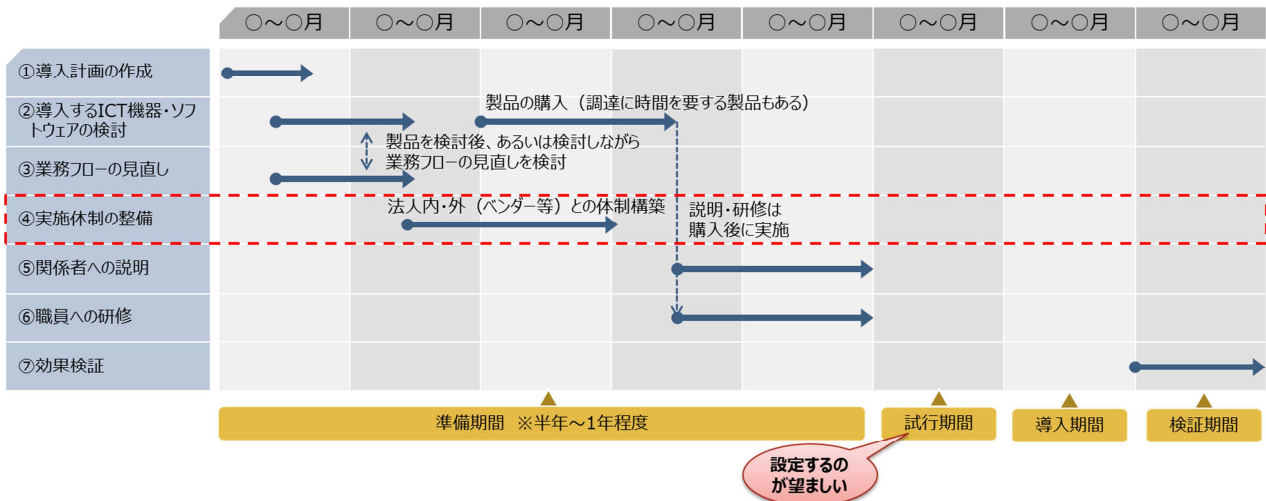 ○～○月 ○～○月 ○～○月 ○～○月 ○～○月 ○～○月 ○～○月 ○～○月
①導入計画の作成
②導入するICT機器・ソフ
トウェアの検討
製品の購入（調達に時間を要する製品もある）
製品を検討後、あるいは検討しながら
業務フローの見直しを検討
③業務フローの見直し
④実施体制の整備
法人内・外（ベンダー等）との体制構築
説明・研修は
購入後に実施
⑤関係者への説明
⑥職員への研修
⑦効果検証
準備期間 ※半年～1年程度
試行期間
導入期間
検証期間
設定するの
が望ましい